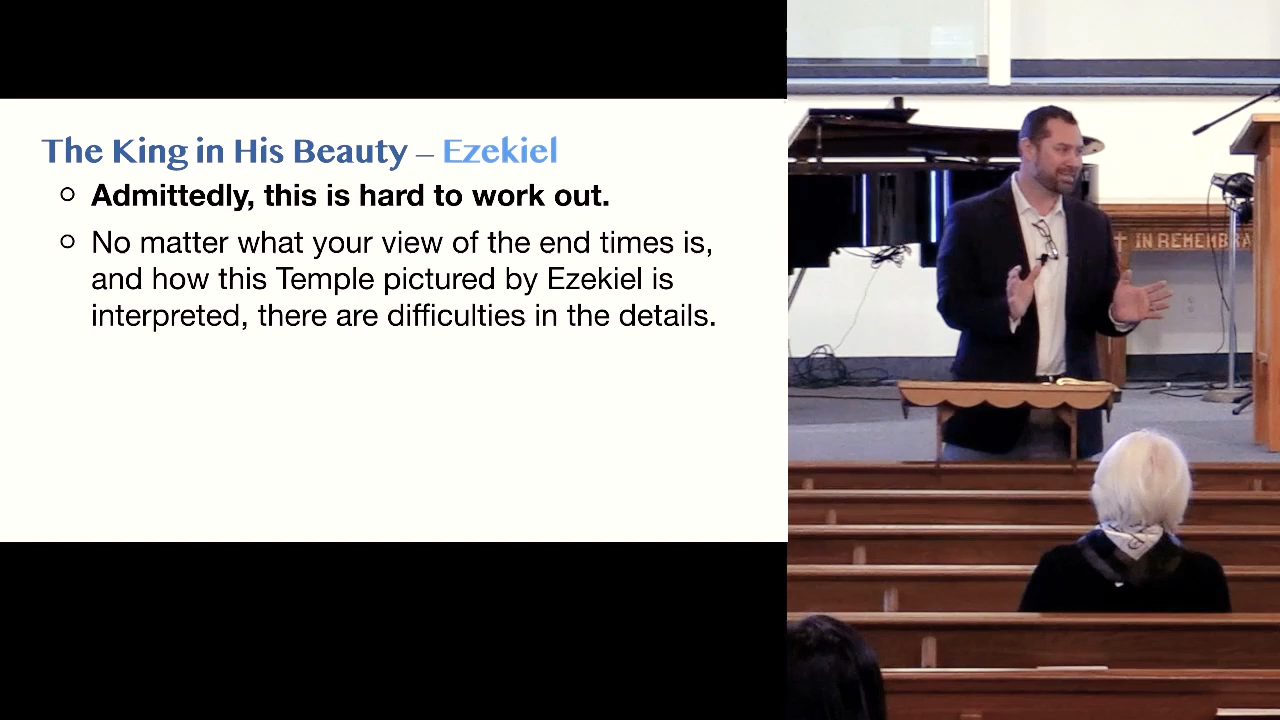 The King in His Beauty – Ezekiel
Admittedly, this is hard to work out.
No matter what your view of the end times is,
and how this Temple pictured by Ezekiel is
interpreted, there are difficulties in the details.
IN REMEMBRA